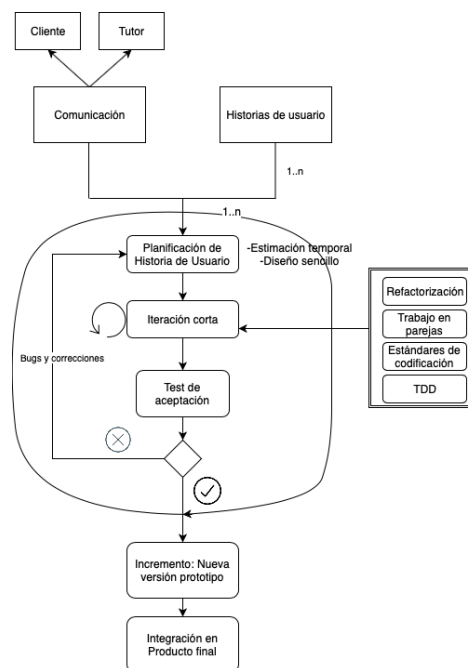 Cliente
Tutor
Comunicación
Historias de usuario
1..n
1..n
Planificación de
Historia de Usuario
-Estimación temporal
-Diseño sencillo
Refactorización
Trabajo en
parejas
Estándares de
codificación
TDD
Iteración corta
Bugs y correcciones
Test de
aceptación
Incremento: Nueva
versión prototipo
Integración en
Producto final